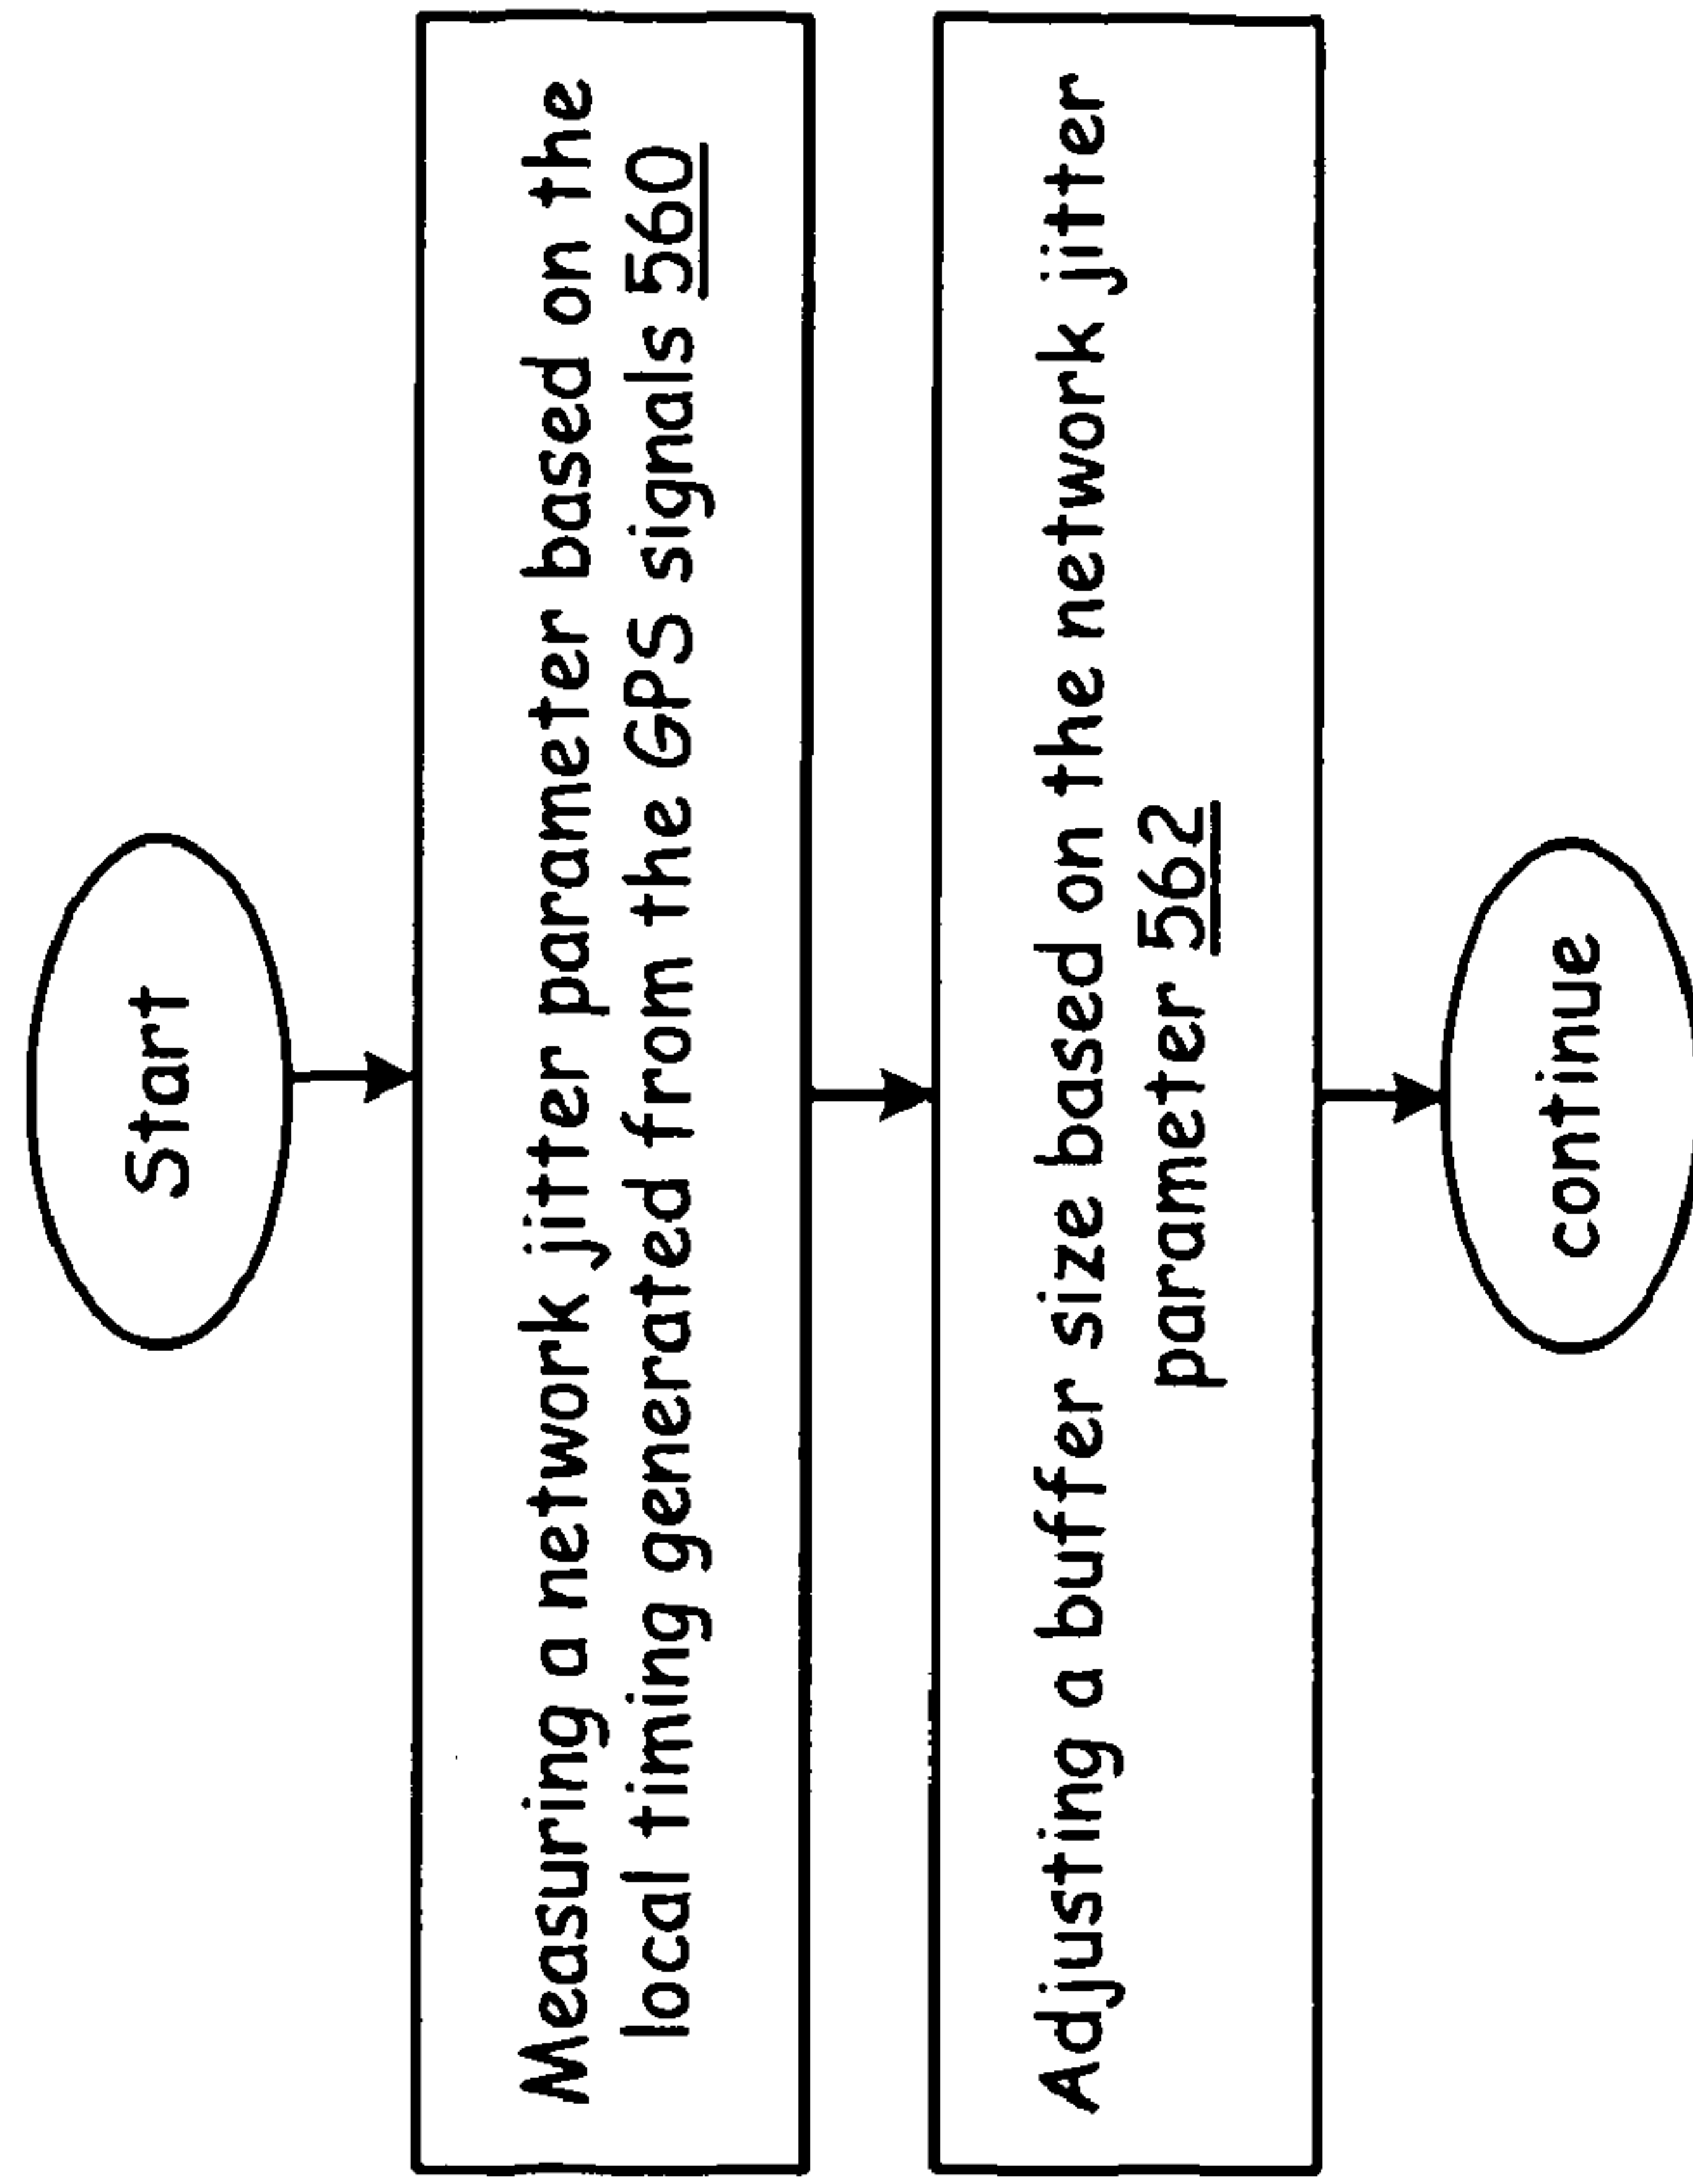 Start
Measuring a network jitter parameter based on the
local timing generated from the GPS signals 560
Adjusting a buffer size based on the network jitter
parameter 562
continue